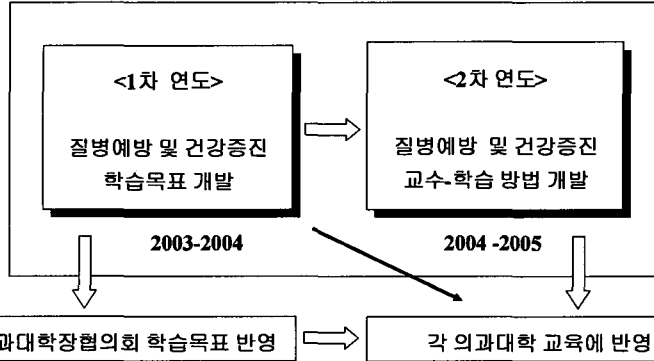 <1차 연도>
질병예방 및 건강증진
학습목표 개발
<2차 연도>
질병예방 및 건강증진
교수-학습 방법 개발
2003-2004
2004 -2005
과대학장협의회 학습목표 반영
각 의과대학 교육에 반영